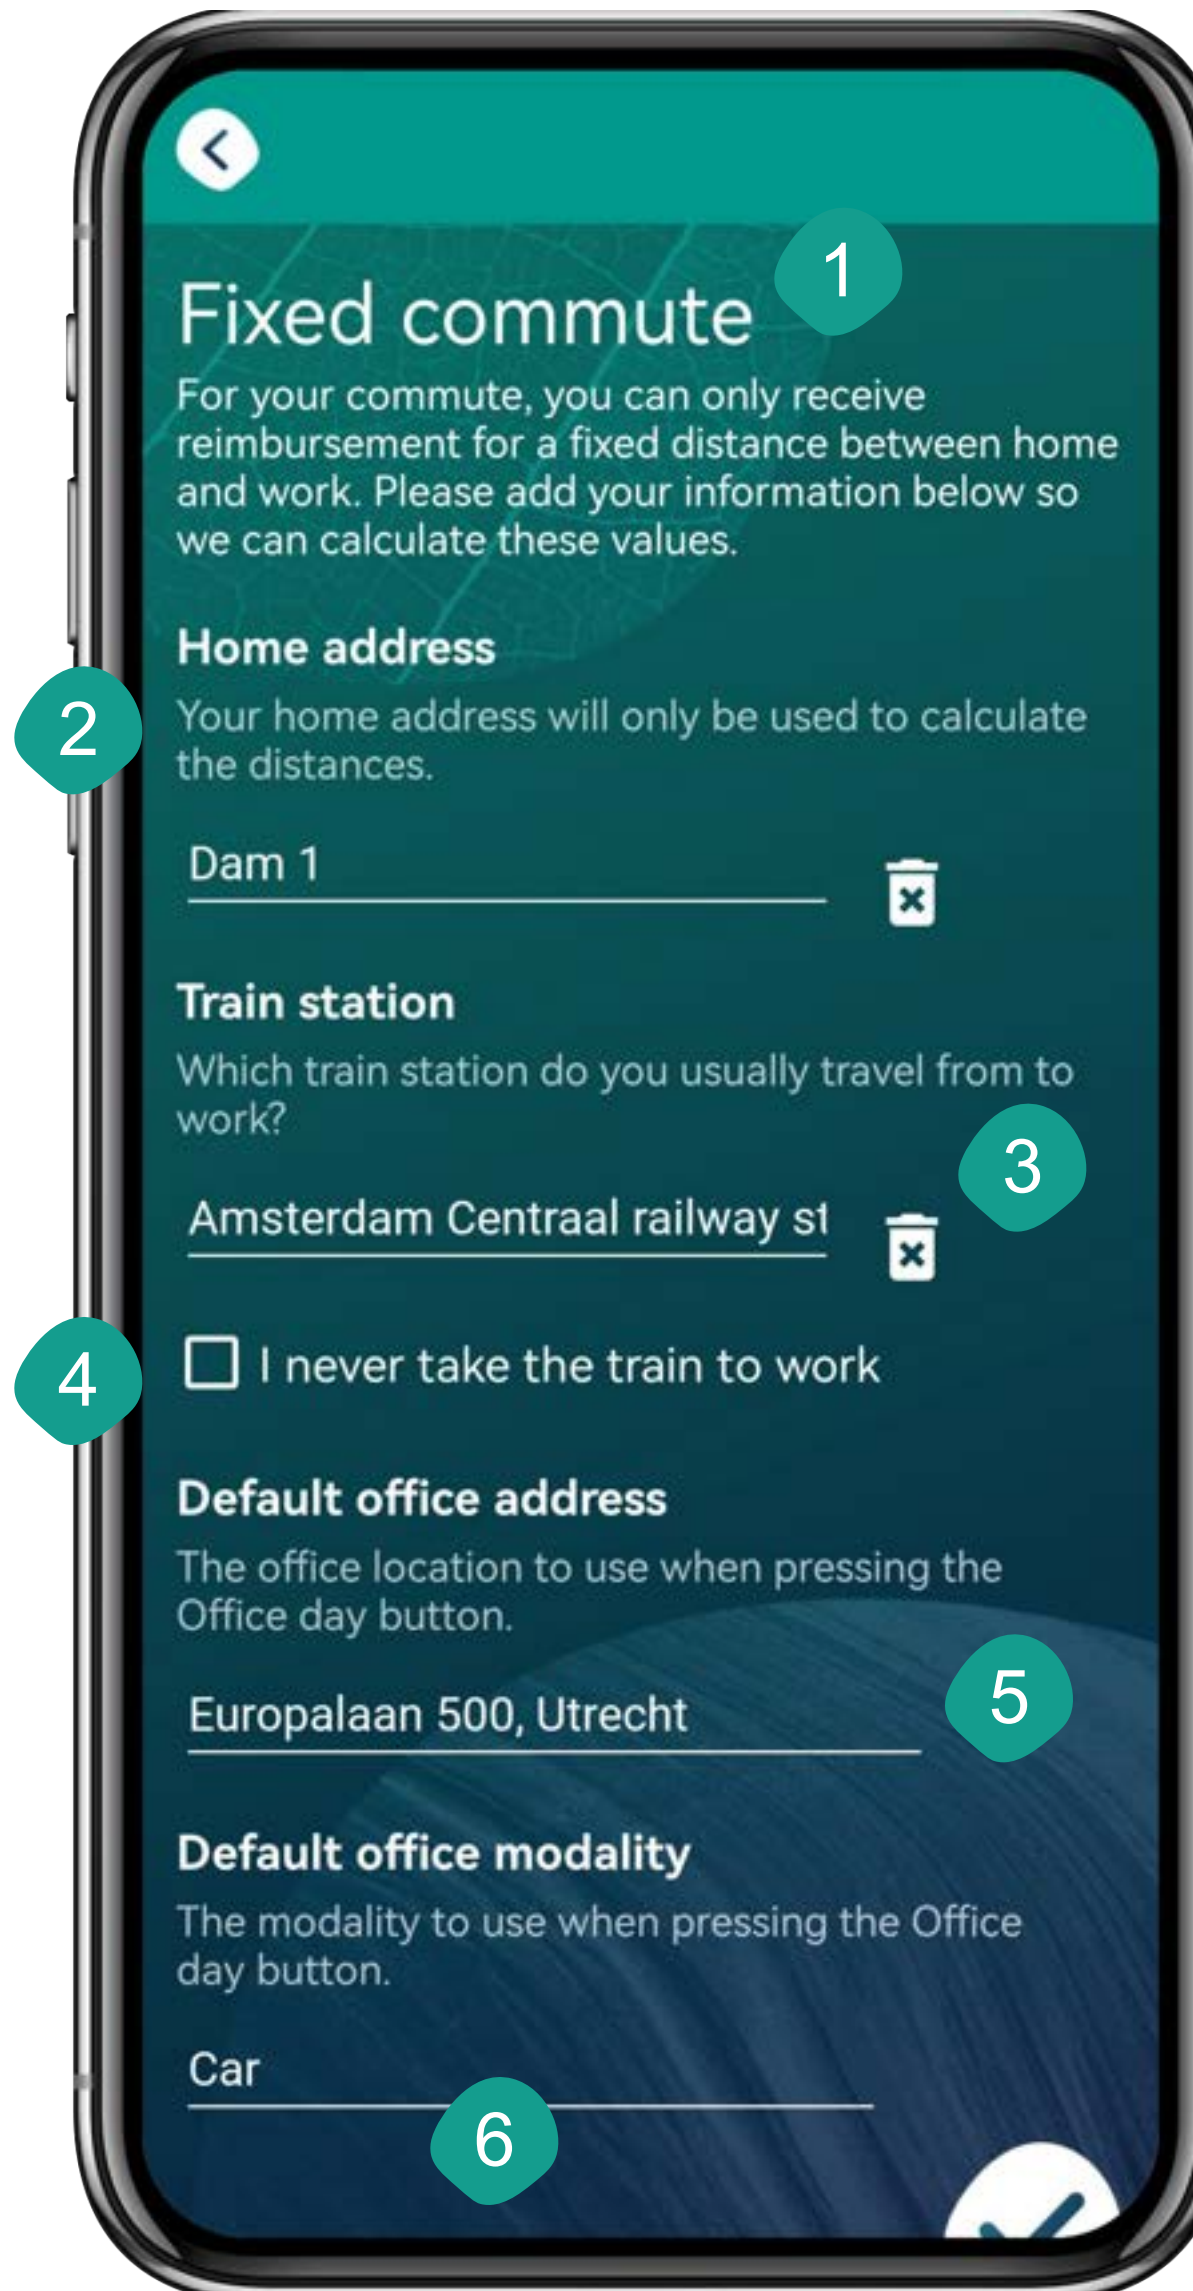 1
Fixed commute
For your commute, you can only receive
reimbursement for a fixed distance between home
and work. Please add your information below so
we can calculate these values.
Home address
2
Your home address will only be used to calculate
the distances.
Dam 1
Train station
Which train station do you usually travel from to
work?
3
Amsterdam Centraal railway st
4
I never take the train to work
Default office address
The office location to use when pressing the
Office day button.
5
Europalaan 500, Utrecht
Default office modality
The modality to use when pressing the Office
day button.
Car
6